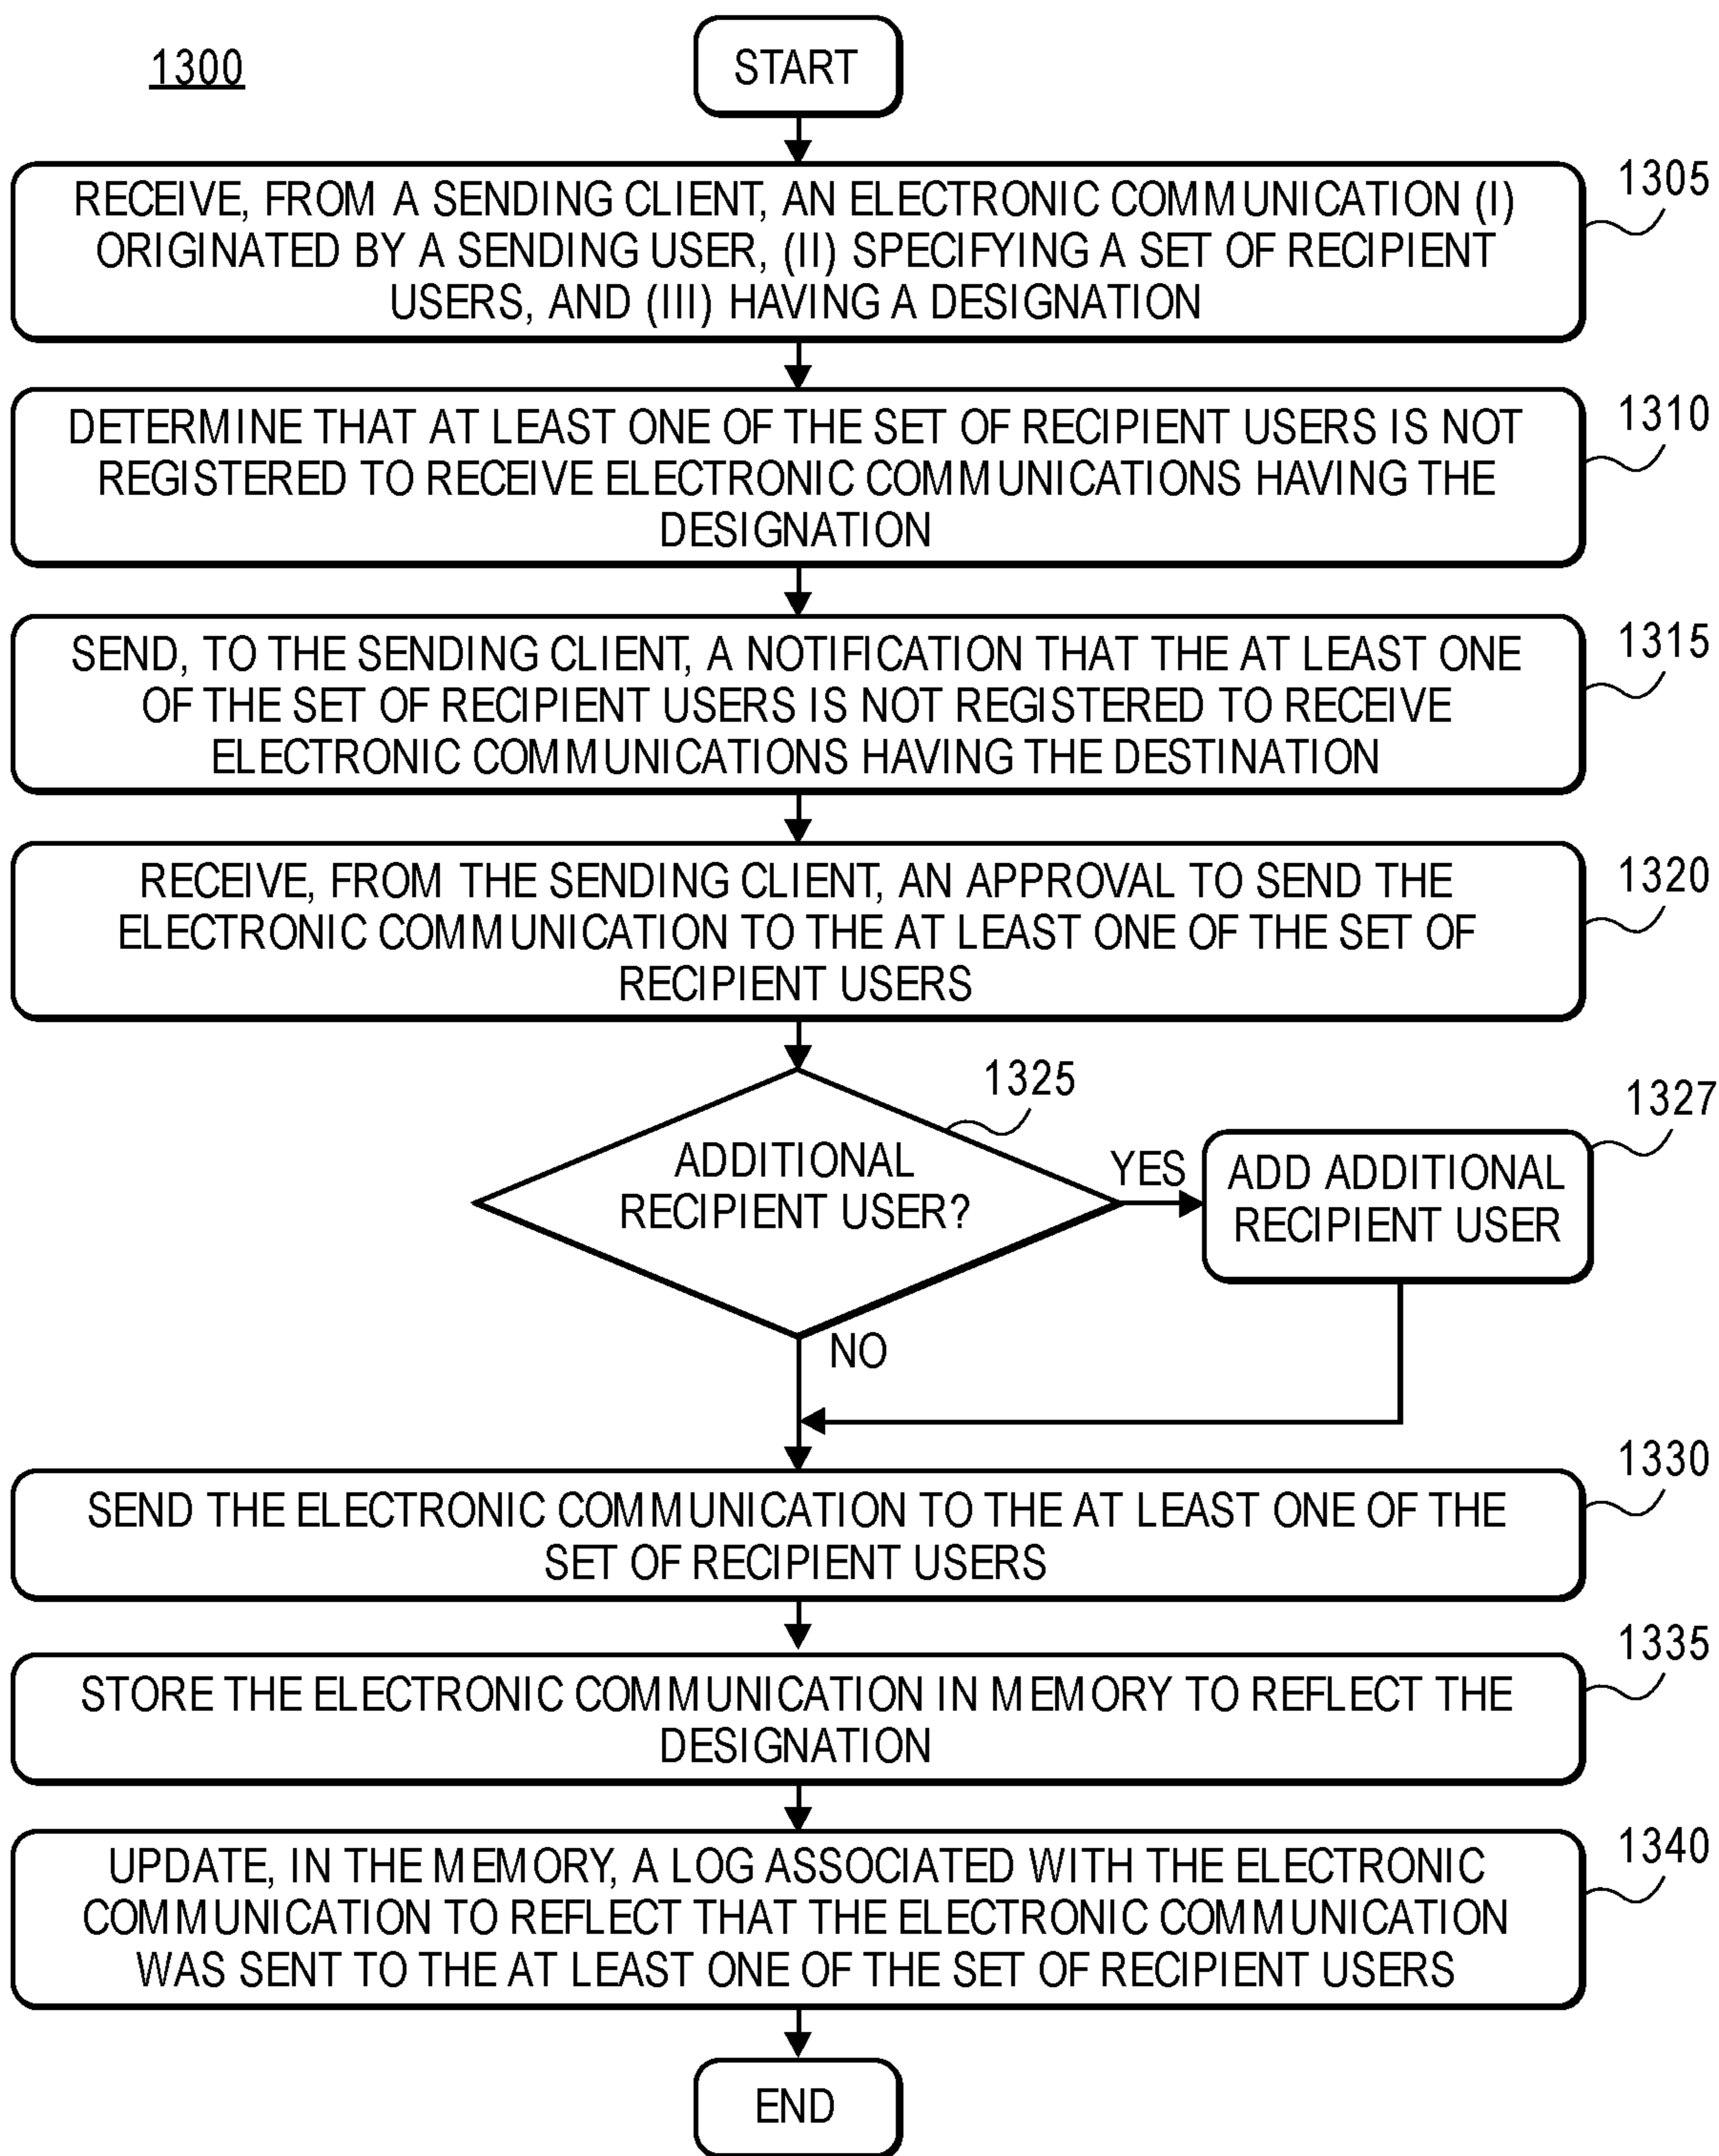 1300
START
RECEIVE, FROM A SENDING CLIENT, AN ELECTRONIC COMMUNICATION (I)
ORIGINATED BY A SENDING USER, (II) SPECIFYING A SET OF RECIPIENT
USERS, AND (III) HAVING A DESIGNATION
1305
DETERMINE THAT AT LEAST ONE OF THE SET OF RECIPIENT USERS IS NOT
REGISTERED TO RECEIVE ELECTRONIC COMMUNICATIONS HAVING THE
DESIGNATION
1310
SEND, TO THE SENDING CLIENT, A NOTIFICATION THAT THE AT LEAST ONE
OF THE SET OF RECIPIENT USERS IS NOT REGISTERED TO RECEIVE
ELECTRONIC COMMUNICATIONS HAVING THE DESTINATION
1315
RECEIVE, FROM THE SENDING CLIENT, AN APPROVAL TO SEND THE
ELECTRONIC COMMUNICATION TO THE AT LEAST ONE OF THE SET OF
RECIPIENT USERS
1320
ADDITIONAL
RECIPIENT USER?
1325
YES
ADD ADDITIONAL
RECIPIENT USER
1327
NO
SEND THE ELECTRONIC COMMUNICATION TO THE AT LEAST ONE OF THE
SET OF RECIPIENT USERS
1330
STORE THE ELECTRONIC COMMUNICATION IN MEMORY TO REFLECT THE
DESIGNATION
1335
UPDATE, IN THE MEMORY, A LOG ASSOCIATED WITH THE ELECTRONIC
COMMUNICATION TO REFLECT THAT THE ELECTRONIC COMMUNICATION
WAS SENT TO THE AT LEAST ONE OF THE SET OF RECIPIENT USERS
1340
END